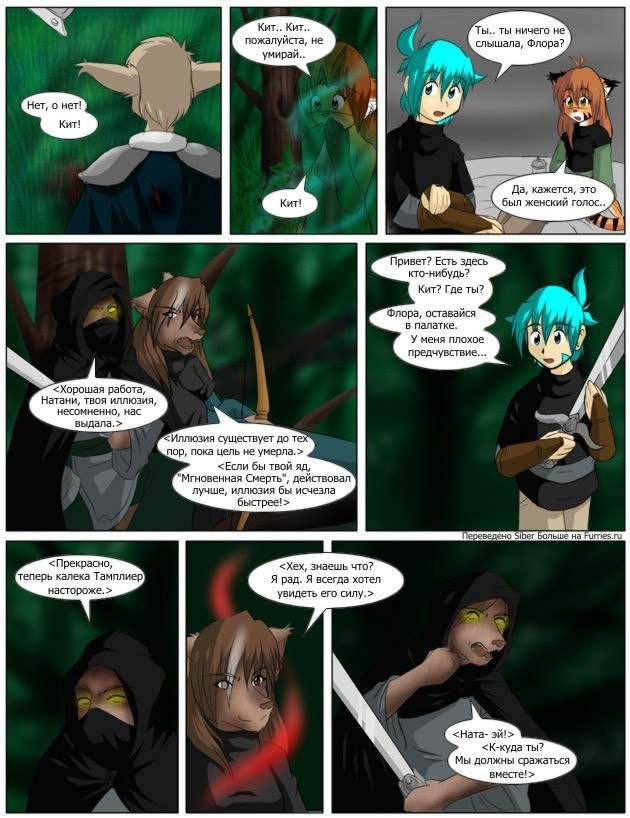 Нет, о нет!
Кит!
Кит.. Кит..
пожалуйста, не
умирай..
Кит!
Ты.. ты ничего не
слышала, Флора?
Да, кажется, это
был женский голос..
<Хорошая работа,
Натани, твоя иллюзия,
несомненно, нас
выдала.>
<Иллюзия существует до тех
пор, пока цель не умерла.>
<Если бы твой яд,
"Мгновенная Смерть", действовал
лучше, иллюзия бы исчезла
быстрее!>
Привет? Есть здесь
кто-нибудь?
Кит? Где ты?
Флора, оставайся
в палатке.
У меня плохое
предчувствие...
Переведено Siber Больше на Furries.ru
<Прекрасно,
теперь калека Тамплиер
настороже.>
<Хех, знаешь что?
Я рад. Я всегда хотел
увидеть его силу.>
<Ната- эй!>
<К-куда ты?
Мы должны сражаться
вместе!>